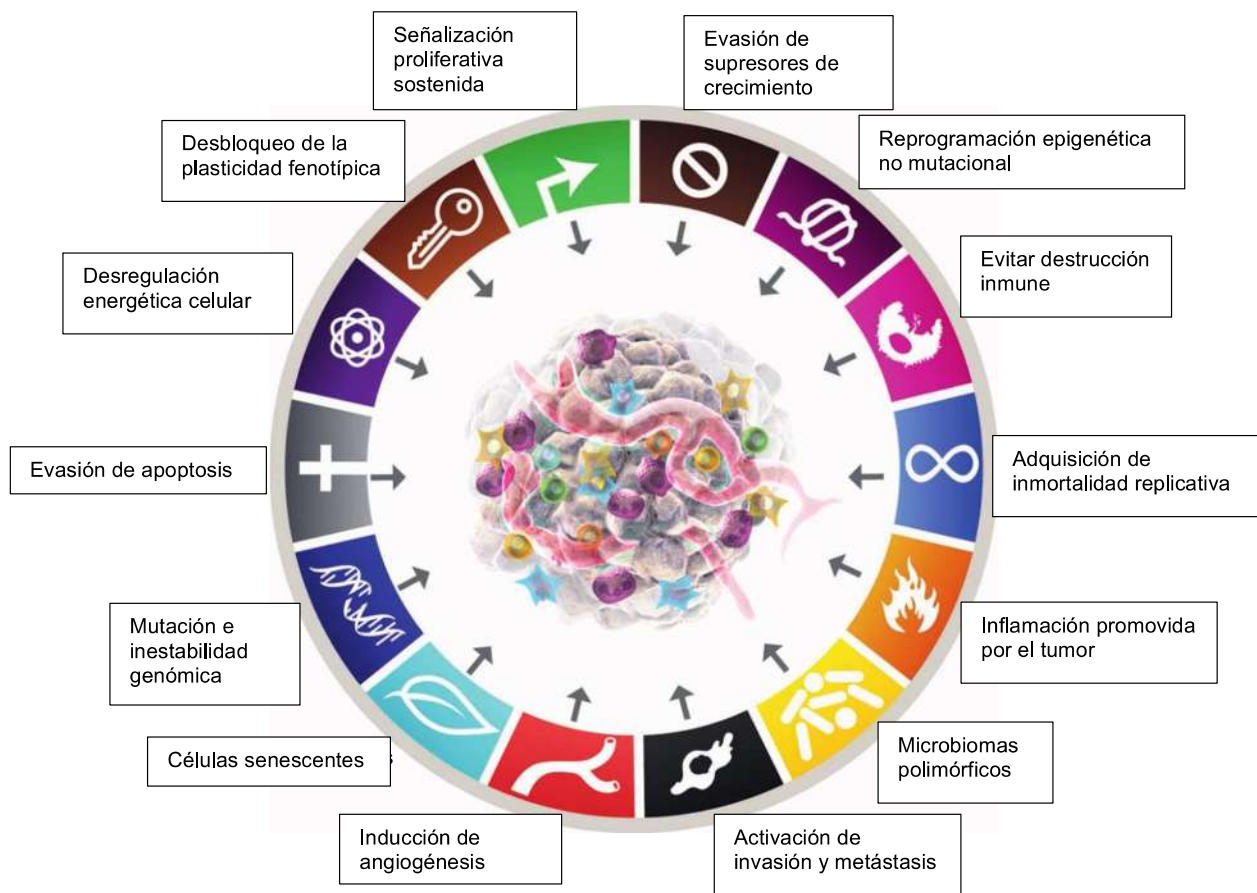 Señalización
proliferativa
sostenida
Evasión de
supresores de
crecimiento
Desbloqueo de la
plasticidad fenotípica
Reprogramación epigenética
no mutacional
Desregulación
energética celular
Evitar destrucción
inmune
Evasión de apoptosis
Adquisición de
inmortalidad replicativa
Mutación e
inestabilidad
genómica
Inflamación promovida
por el tumor
Células senescentes
s
Microbiomas
polimórficos
Inducción de
angiogénesis
Activación de
invasión y metástasis